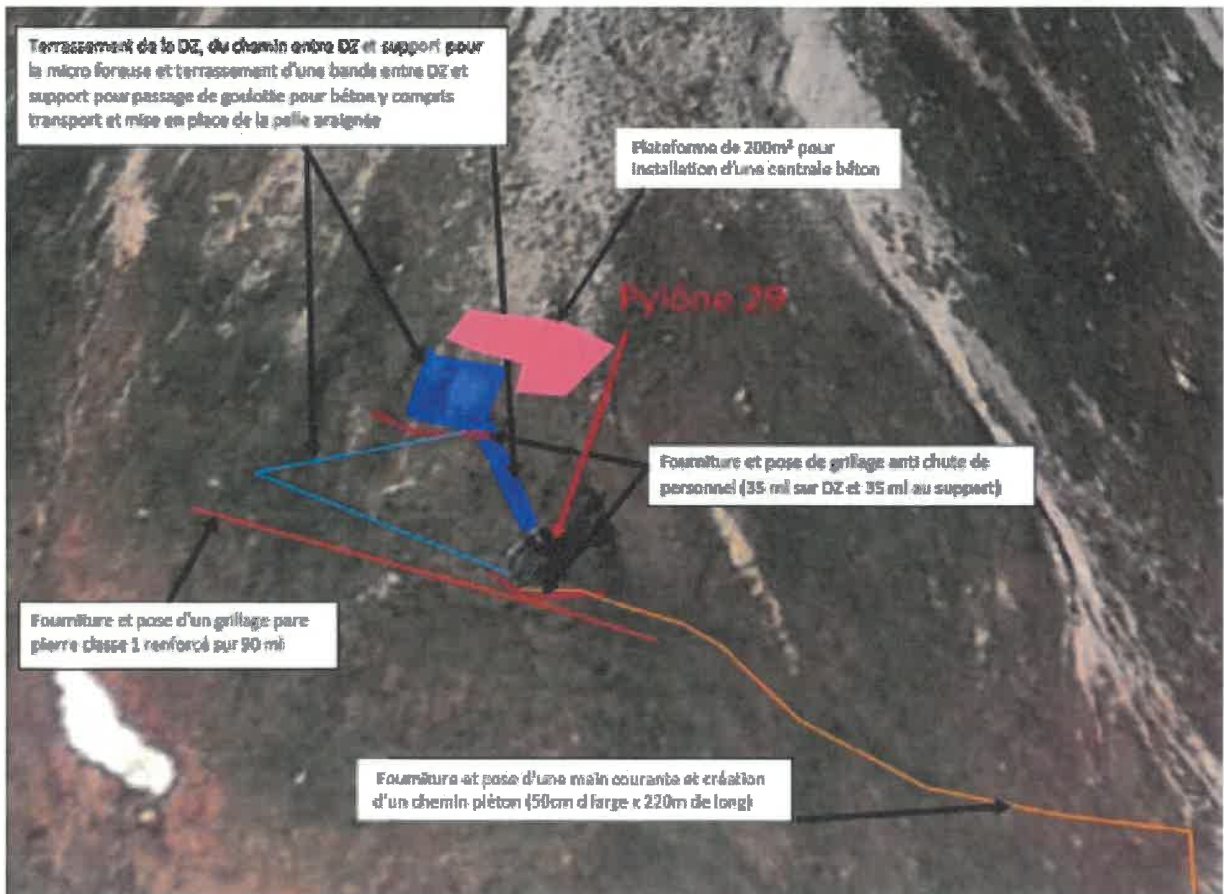 Terrassement de la DZ, du chemin entre DZ et support pour
la micro foreuse et terrassement d'une bande entre DZ et
support pour passage de goulotte pour béton y compris
transport et mise en place de la pelle araignée
Plateforme de 200m² pour
installation d'une centrale béton
Pylône 29
Fourniture et pose de grillage anti chute de
personnel (35 ml sur DZ et 35 ml au support)
Fourniture et pose d'un grillage pare
pierre classe 1 renforcé sur 90 ml
Fourniture et pose d'une main courante et création
d'un chemin piéton (50cm d large x 220m de long)